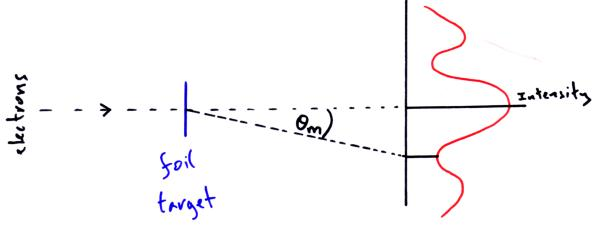 electrons
foil
target
θm
Intensity